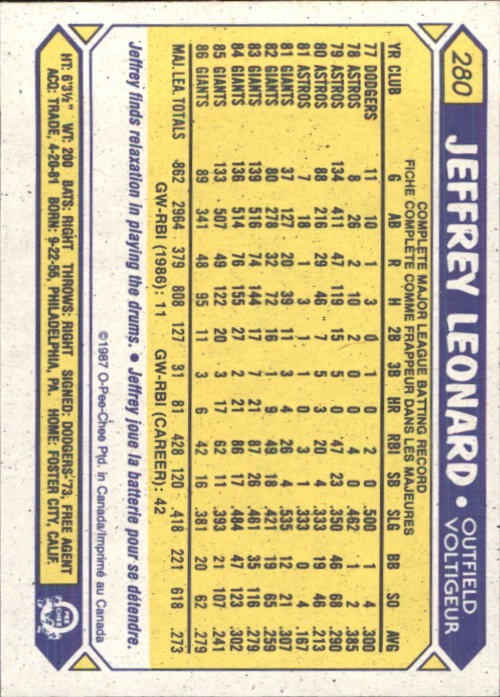 280
JEFFREY LEONARD • OUTFIELD
VOLTIGEUR
COMPLETE MAJOR LEAGUE BATTING RECORD
FICHE COMPLÈTE COMME FRAPPEUR DANS LES MAJEURES
YR CLUB G AB R H 2B 3B HR RBI SB SLG BB SO AVG
77 DODGERS 11 10 1 3 0 1 0 2 0 .500 1 4 .300
78 ASTROS 8 26 2 10 2 0 0 4 0 .462 1 2 .385
79 ASTROS 134 411 47 119 15 5 0 47 23 .350 46 68 .290
80 ASTROS 88 216 29 46 7 5 3 20 4 .333 19 46 .213
81 ASTROS 7 18 1 3 1 1 0 3 1 .333 0 4 .167
81 GIANTS 37 127 20 39 11 3 4 26 4 .535 12 21 .307
82 GIANTS 80 278 32 72 16 1 9 49 18 .421 19 65 .259
83 GIANTS 139 516 74 144 17 7 21 87 26 .461 35 116 .279
84 GIANTS 136 514 76 155 27 2 21 86 17 .484 47 123 .302
85 GIANTS 133 507 49 122 20 3 17 62 11 .393 21 107 .241
86 GIANTS 89 341 48 95 11 3 6 42 16 .381 20 62 .279
MAJ. LEA. TOTALS 862 2964 379 808 127 31 81 428 120 .418 221 618 .273
GW-RBI (1986): 11 GW-RBI (CAREER): 42
Jeffrey finds relaxation in playing the drums. • Jeffrey joue la batterie pour se détendre.
©1987 O-Pee-Chee Ptd. in Canada/Imprimé au Canada
HT: 6'3½" WT: 200 BATS: RIGHT THROWS: RIGHT SIGNED: DODGERS-'73, FREE AGENT
ACQ: TRADE, 4-20-81 BORN: 9-22-55, PHILADELPHIA, PA. HOME: FOSTER CITY, CALIF.
O PEE CHEE